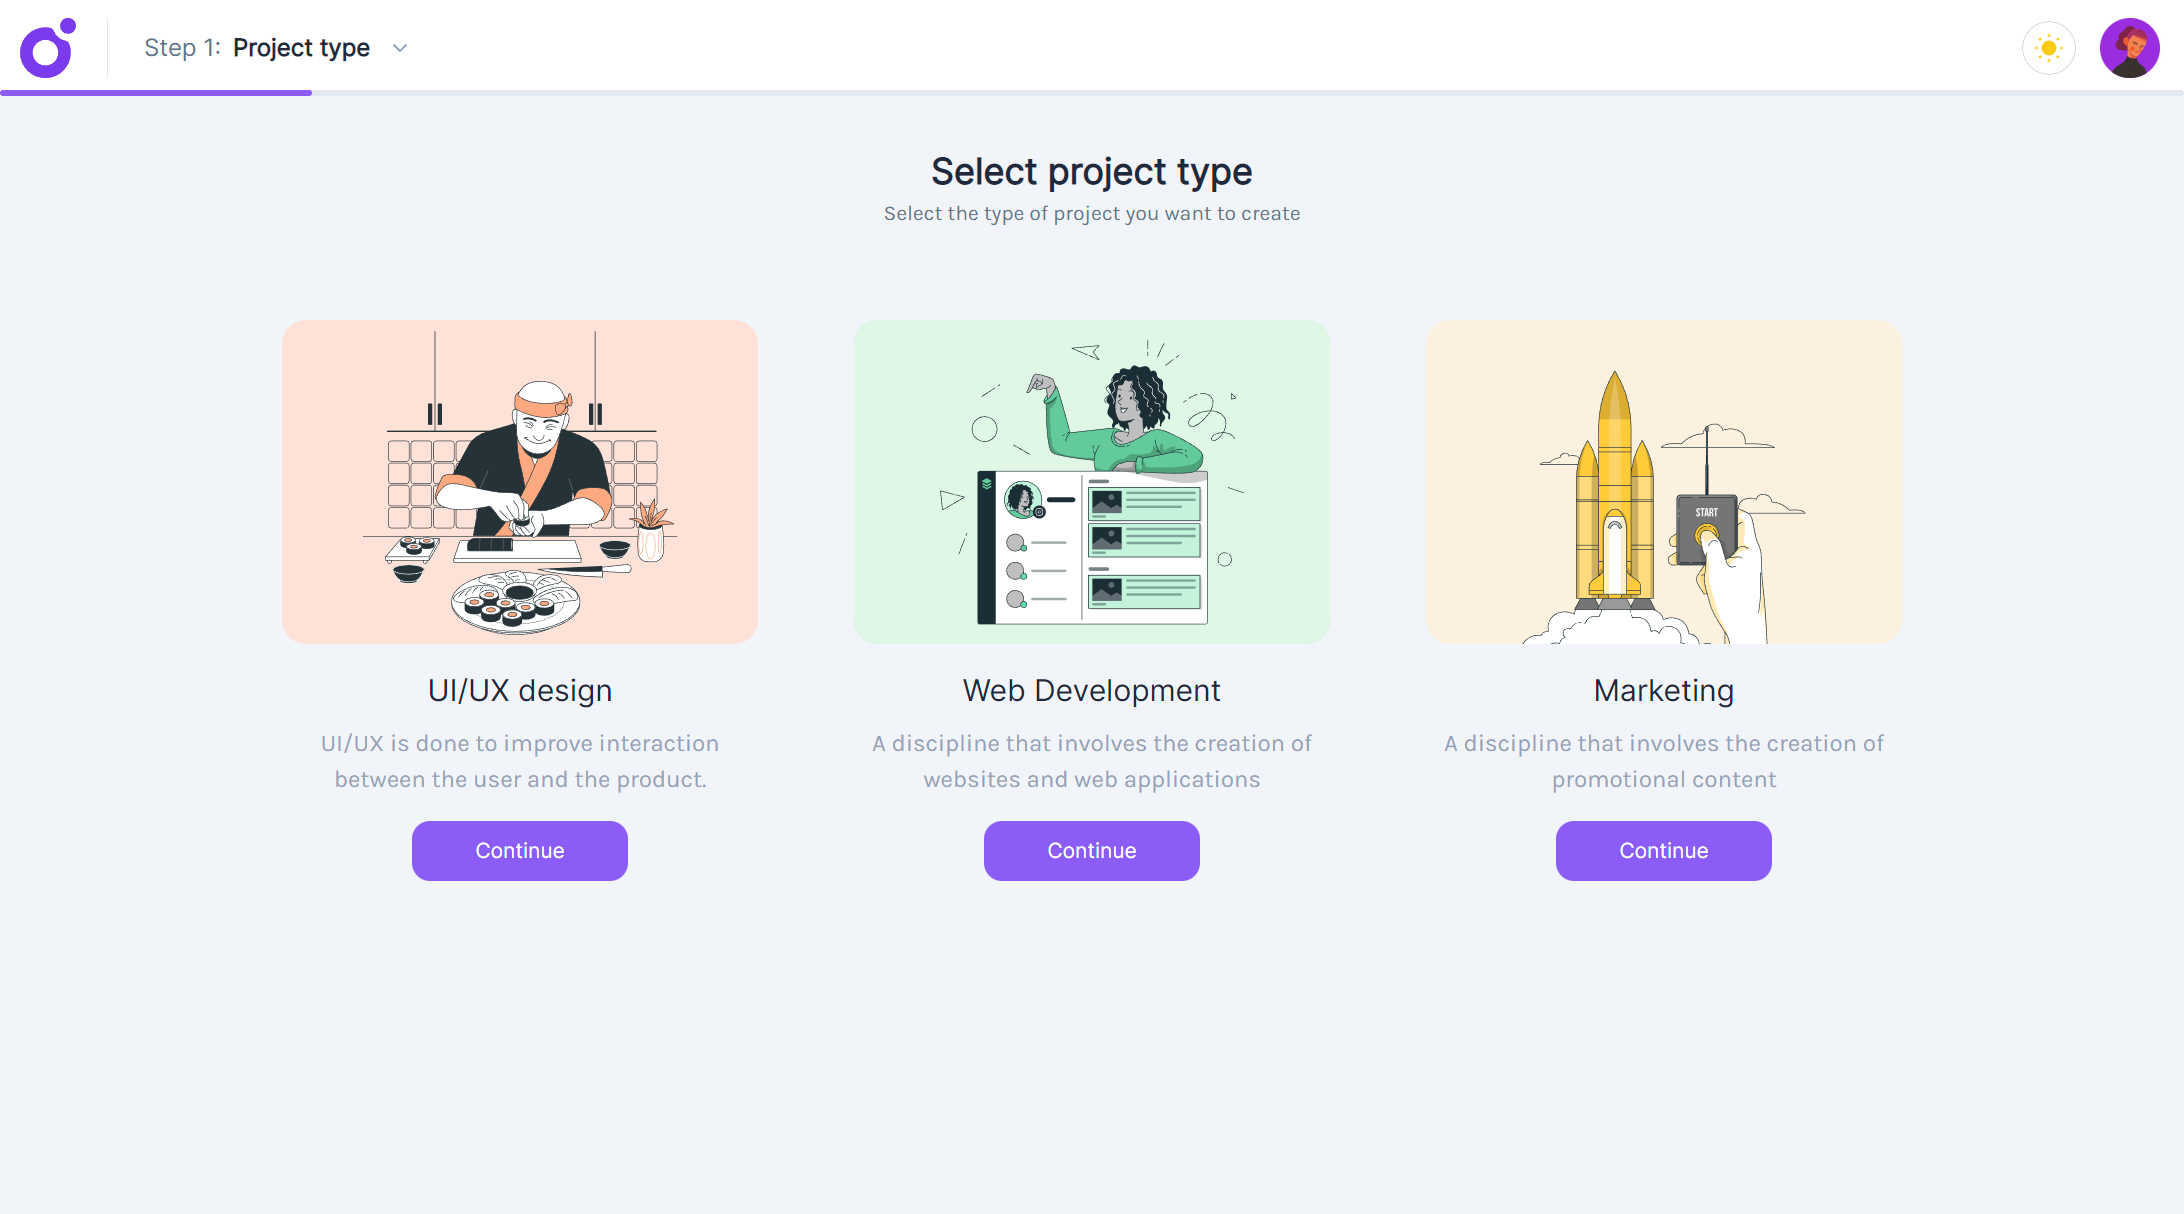 Step 1: Project type
Select project type
Select the type of project you want to create
START
UI/UX design
UI/UX is done to improve interaction
between the user and the product.
Continue
Web Development
A discipline that involves the creation of
websites and web applications
Continue
Marketing
A discipline that involves the creation of
promotional content
Continue